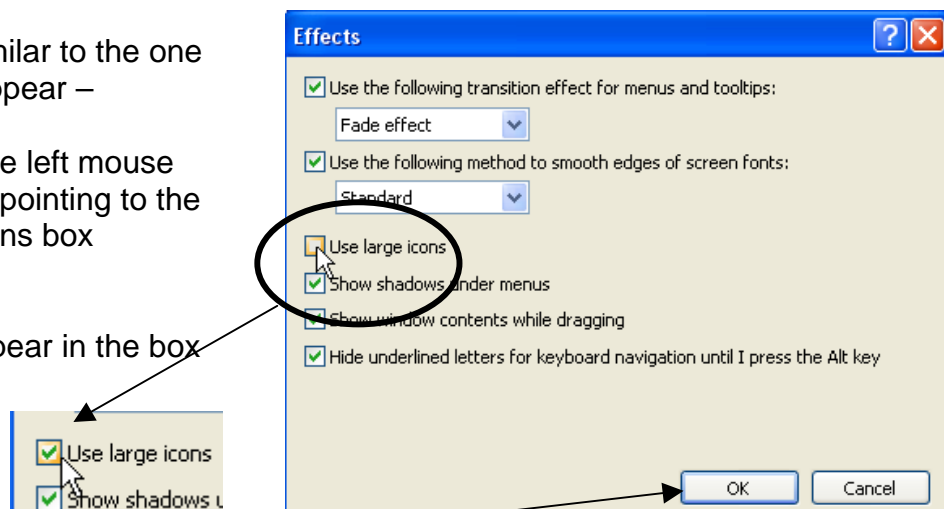 nilar to the one
ppear –
e left mouse
pointing to the
ns box
pear in the box
Use large icons
Show shadows u
Effects
Use the following transition effect for menus and tooltips:
Fade effect
Use the following method to smooth edges of screen fonts:
Standard
Use large icons
Show shadows under menus
Show window contents while dragging
Hide underlined letters for keyboard navigation until I press the Alt key
OK
Cancel